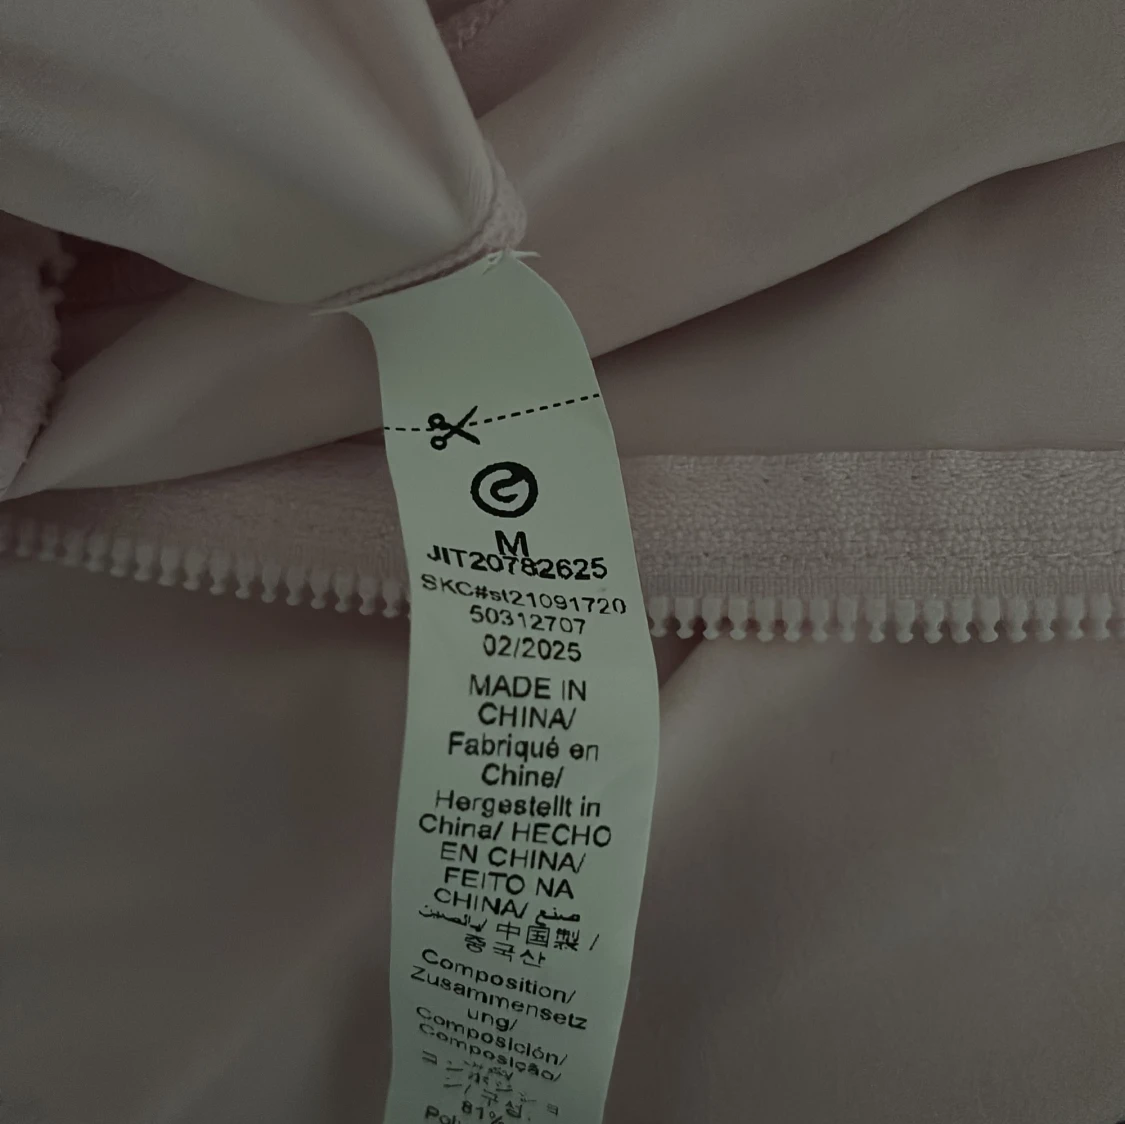 M
JIT20782625
SKC#st21091720
50312707
02/2025
MADE IN
CHINA/
Fabriqué en
Chine/
Hergestellt in
China/ HECHO
EN CHINA/
FEITO NA
CHINA/ صنع
中国製 /
중국산
Composition/
Zusammensetz
ung/
Composición/
Composição/
81%